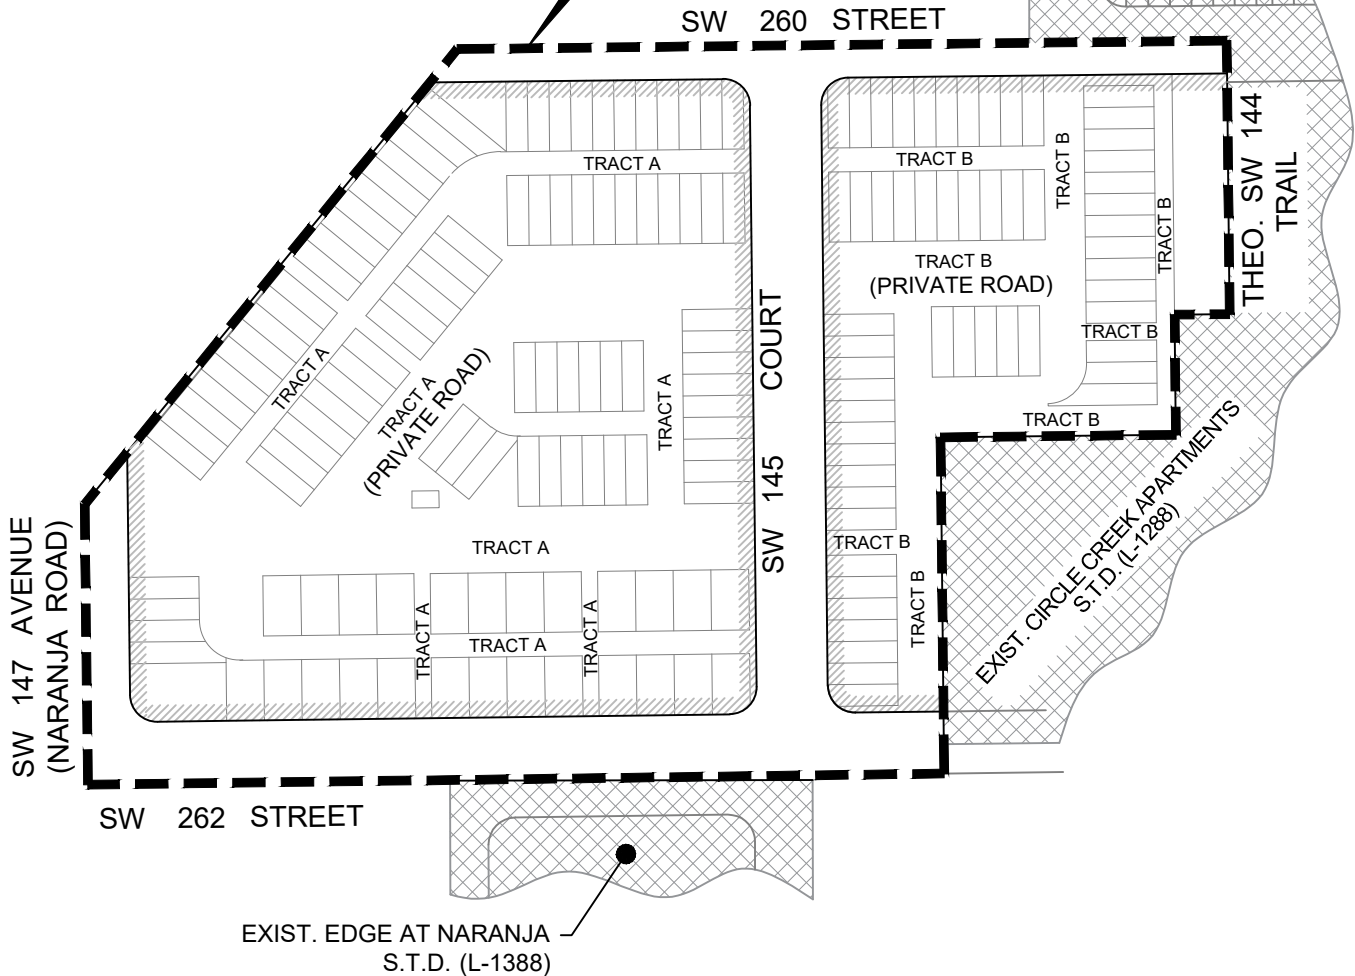 SW 260 STREET
TRACT A
TRACT B
TRACT B
THEO. SW 144
TRAIL
TRACT B
TRACT B
(PRIVATE ROAD)
TRACT B
TRACT A
TRACT A
(PRIVATE ROAD)
TRACT A
SW 145 COURT
TRACT B
TRACT B
EXIST. CIRCLE CREEK APARTMENTS
S.T.D. (L-1288)
TRACT A
TRACT B
TRACT B
SW 147 AVENUE
(NARANJA ROAD)
TRACT A
TRACT A
TRACT A
SW 262 STREET
EXIST. EDGE AT NARANJA
S.T.D. (L-1388)